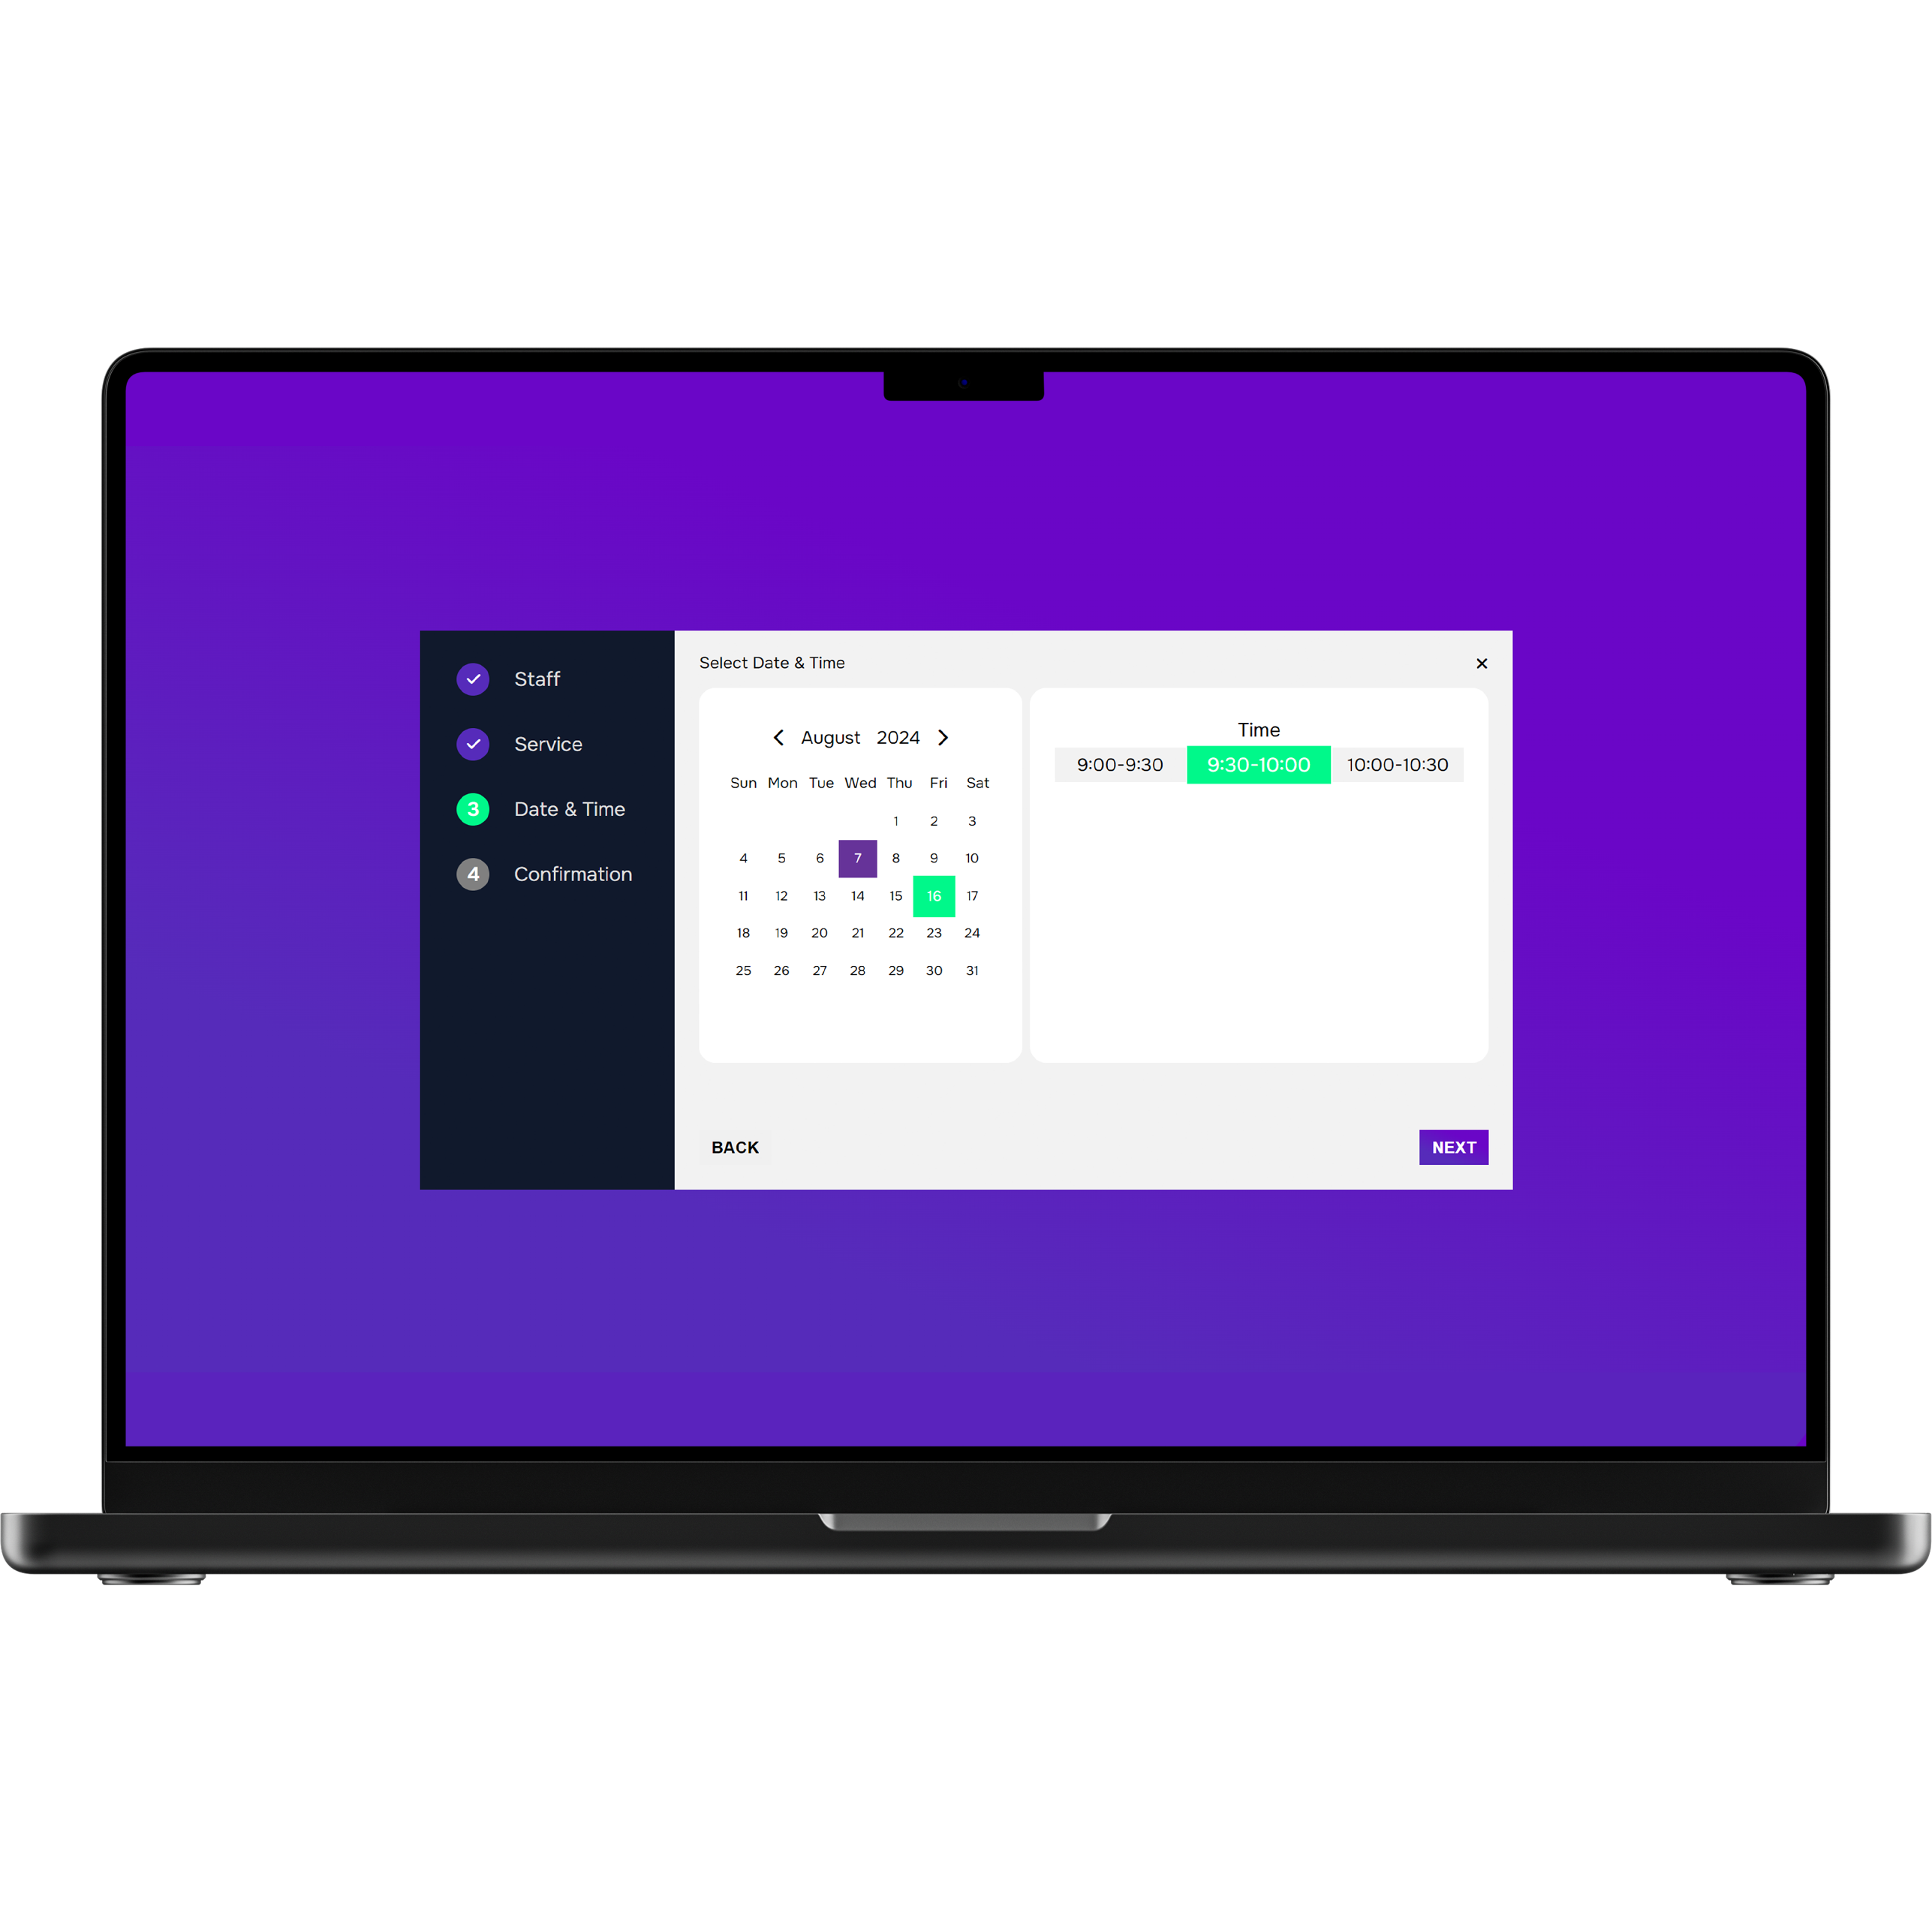 Staff
Service
3 Date & Time
4 Confirmation
Select Date & Time
August 2024
Sun Mon Tue Wed Thu Fri Sat
1 2 3
4 5 6 7 8 9 10
11 12 13 14 15 16 17
18 19 20 21 22 23 24
25 26 27 28 29 30 31
Time
9:00-9:30 9:30-10:00 10:00-10:30
BACK NEXT